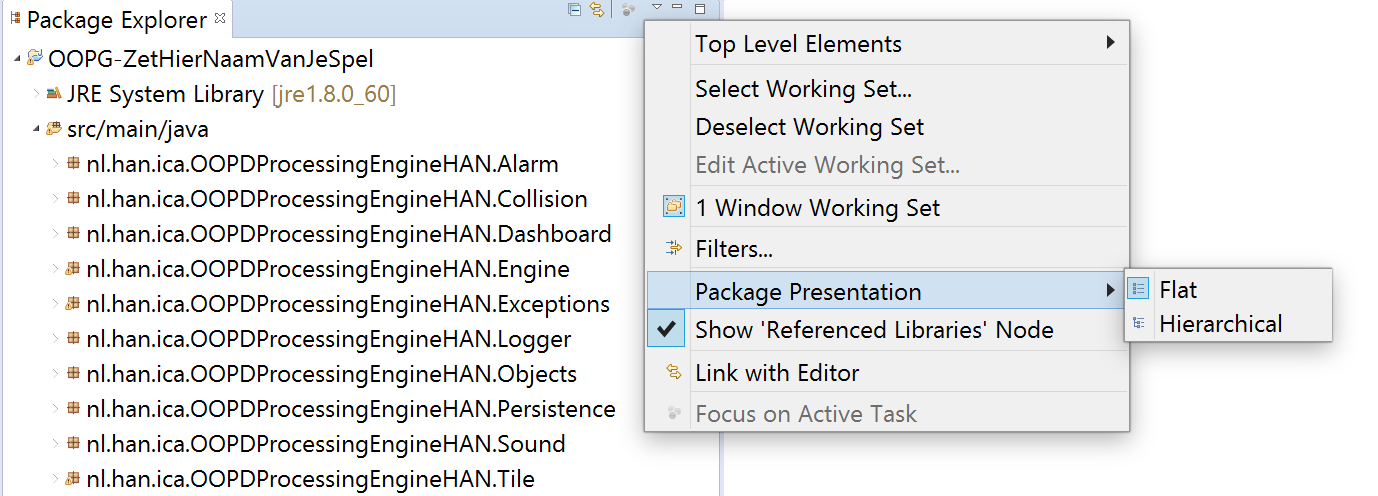 Package Explorer
OOPG-ZetHierNaamVanJeSpel
JRE System Library [jre1.8.0_60]
src/main/java
nl.han.ica.OOPDProcessingEngineHAN.Alarm
nl.han.ica.OOPDProcessingEngineHAN.Collision
nl.han.ica.OOPDProcessingEngineHAN.Dashboard
nl.han.ica.OOPDProcessingEngineHAN.Engine
nl.han.ica.OOPDProcessingEngineHAN.Exceptions
nl.han.ica.OOPDProcessingEngineHAN.Logger
nl.han.ica.OOPDProcessingEngineHAN.Objects
nl.han.ica.OOPDProcessingEngineHAN.Persistence
nl.han.ica.OOPDProcessingEngineHAN.Sound
nl.han.ica.OOPDProcessingEngineHAN.Tile
Top Level Elements
Select Working Set...
Deselect Working Set
Edit Active Working Set...
1 Window Working Set
Filters...
Package Presentation
Show 'Referenced Libraries' Node
Link with Editor
Focus on Active Task
Flat
Hierarchical